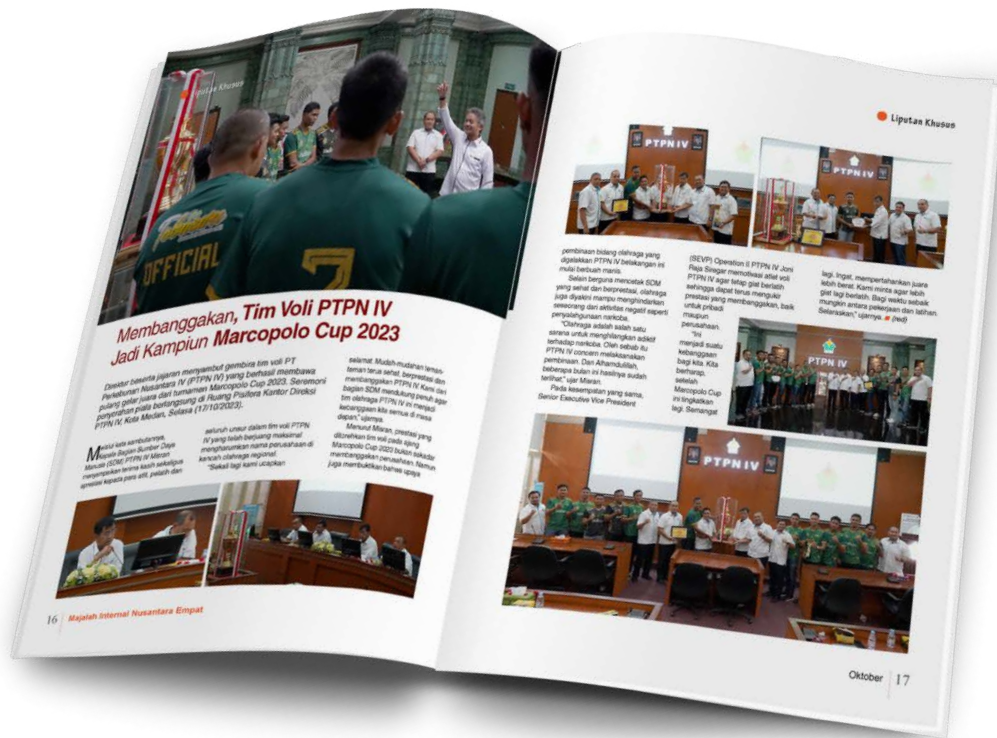 Liputan Khusus
OFFICIAL
2
Membanggakan, Tim Voli PTPN IV
Jadi Kampiun Marcopolo Cup 2023
Direktur beserta jajaran menyambut gembira tim voli PT
Perkebunan Nusantara IV (PTPN IV) yang berhasil membawa
pulang gelar juara dari turnamen Marcopolo Cup 2023. Seremoni
penyerahan piala berlangsung di Ruang Pisifera Kantor Direksi
PTPN IV, Kota Medan, Selasa (17/10/2023).
Melalui kata sambutannya,
Kepala Bagian Sumber Daya
Manusia (SDM) PTPN IV Misran
menyampaikan terima kasih sekaligus
apresiasi kepada para atlit, pelatih dan
seluruh unsur dalam tim voli PTPN
IV yang telah berjuang maksimal
mengharumkan nama perusahaan di
kancah olahraga regional.
"Sekali lagi kami ucapkan
selamat. Mudah-mudahan teman-
teman terus sehat, berprestasi dan
membanggakan PTPN IV. Kami dari
bagian SDM mendukung penuh agar
tim olahraga PTPN IV ini menjadi
kebanggaan kita semua di masa
depan," ujarnya.
Menurut Misran, prestasi yang
ditorehkan tim voli pada ajang
Marcopolo Cup 2023 bukan sekadar
membanggakan perusahaan. Namun
juga membuktikan bahwa upaya
16
Majalah Internal Nusantara Empat
Liputan Khusus
PTPN IV
PTPN IV
pembinaan bidang olahraga yang
digalakkan PTPN IV belakangan ini
mulai berbuah manis.
Selain berguna mencetak SDM
yang sehat dan berprestasi, olahraga
juga diyakini mampu menghindarkan
seseorang dari aktivitas negatif seperti
penyalahgunaan narkoba.
"Olahraga adalah salah satu
sarana untuk menghilangkan adiktif
terhadap narkoba. Oleh sebab itu
PTPN IV concern melaksanakan
pembinaan. Dan Alhamdulillah,
beberapa bulan ini hasilnya sudah
terlihat," ujar Misran.
Pada kesempatan yang sama,
Senior Executive Vice President
(SEVP) Operation II PTPN IV Joni
Raja Siregar memotivasi atlet voli
PTPN IV agar tetap giat berlatih
sehingga dapat terus mengukir
prestasi yang membanggakan, baik
untuk pribadi
maupun
perusahaan.
"Ini
menjadi suatu
kebanggaan
bagi kita. Kita
berharap,
setelah
Marcopolo Cup
ini tingkatkan
lagi. Semangat
lagi. Ingat, mempertahankan juara
lebih berat. Kami minta agar lebih
giat lagi berlatih. Bagi waktu sebaik
mungkin antara pekerjaan dan latihan.
Selaraskan," ujarnya. (red)
PTPN IV
PTPN IV
Oktober
17